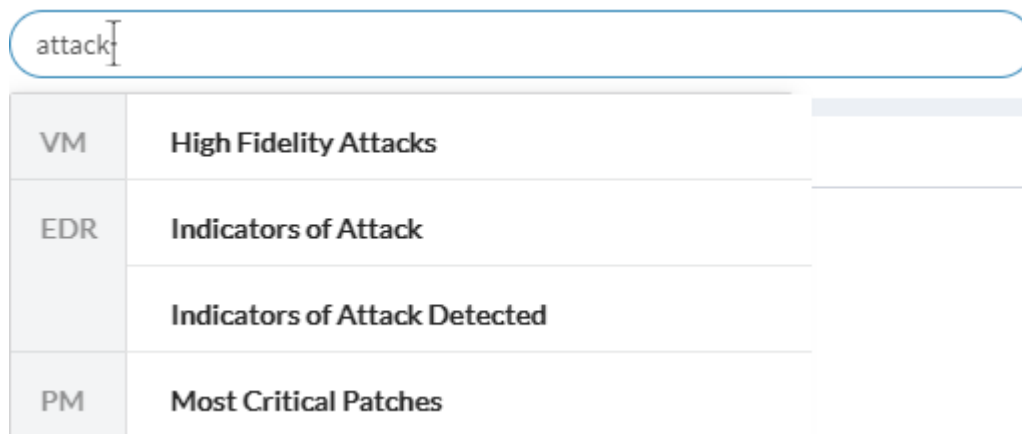 attack
VM High Fidelity Attacks
EDR Indicators of Attack
Indicators of Attack Detected
PM Most Critical Patches